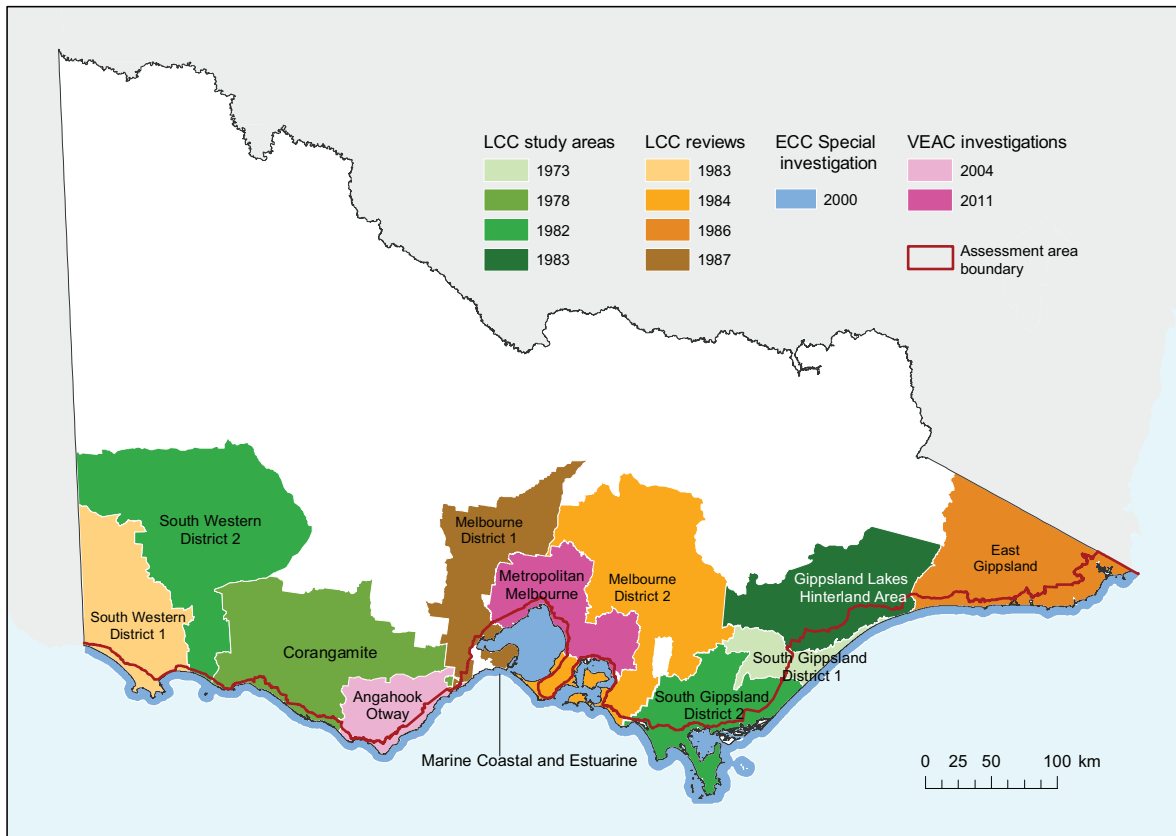 LCC study areas
1973
1978
1982
1983
LCC reviews
1983
1984
1986
1987
ECC Special
investigation
2000
VEAC investigations
2004
2011
Assessment area
boundary
South Western
District 2
South Western
District 1
Corangamite
Angahook
Otway
Melbourne
District 1
Metropolitan
Melbourne
Melbourne
District 2
Gippsland Lakes
Hinterland Area
East
Gippsland
South Gippsland
District 1
South Gippsland
District 2
Marine Coastal and Estuarine
0 25 50 100 km